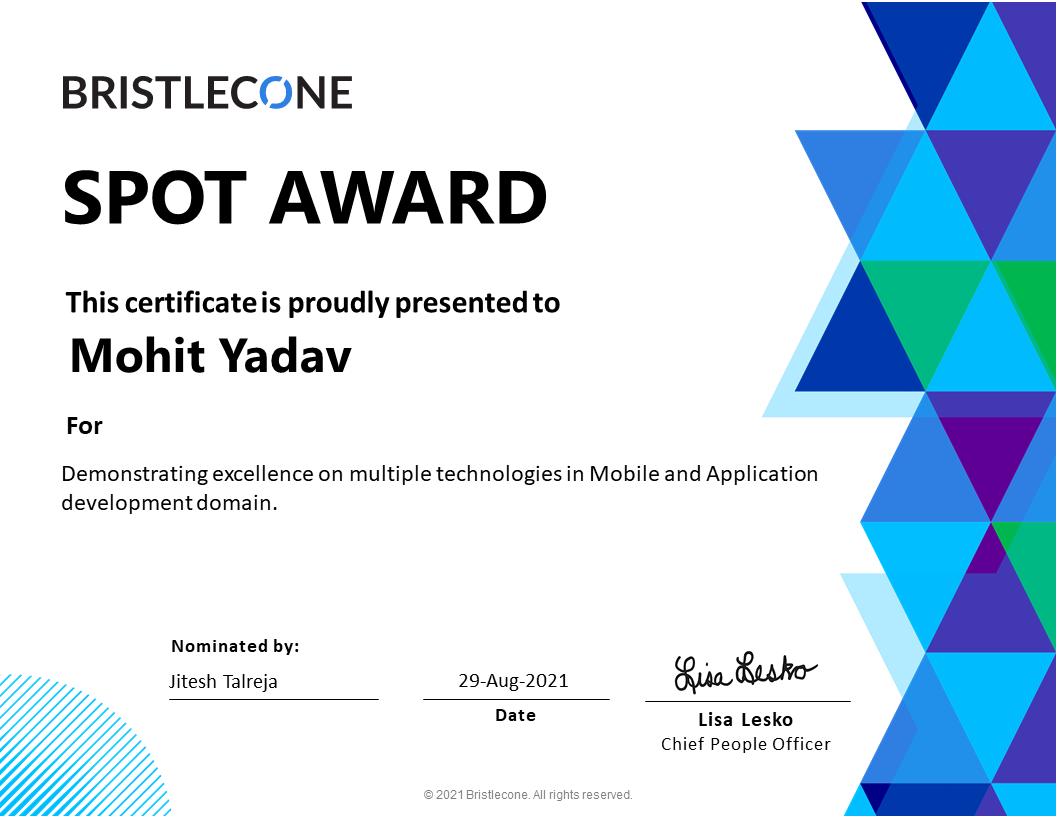 BRISTLECONE
SPOT AWARD
This certificate is proudly presented to
Mohit Yadav
For
Demonstrating excellence on multiple technologies in Mobile and Application
development domain.
Nominated by:
Jitesh Talreja
29-Aug-2021
Date
Lisa Lesko
Lisa Lesko
Chief People Officer
© 2021 Bristlecone. All rights reserved.